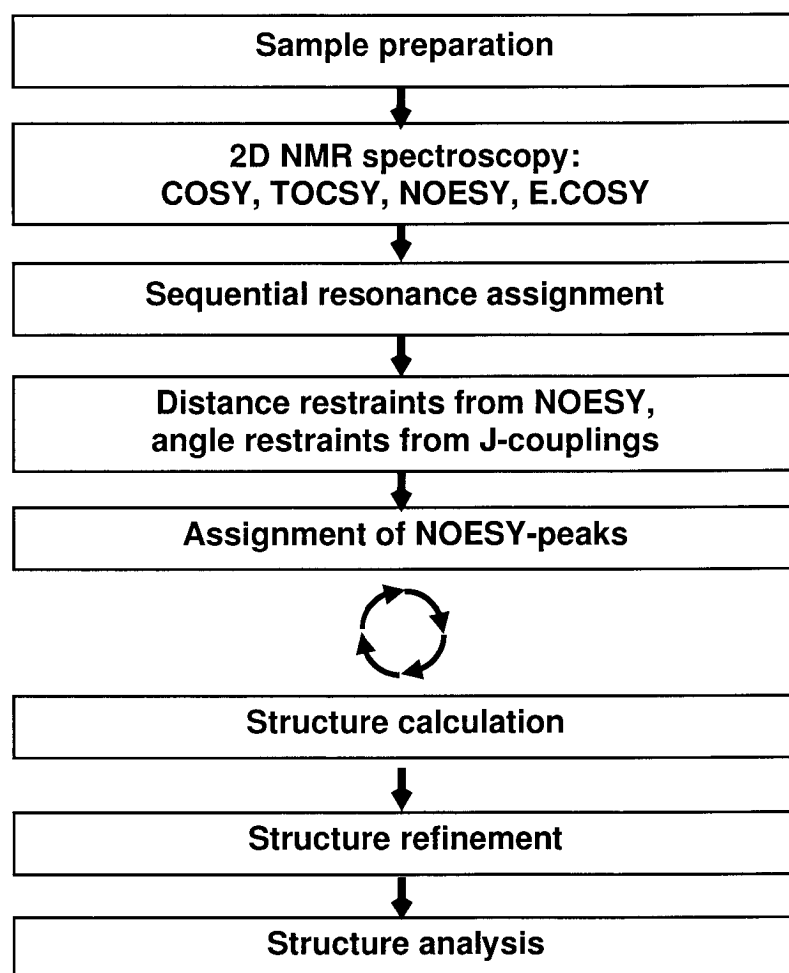 Sample preparation
2D NMR spectroscopy:
COSY, TOCSY, NOESY, E.COSY
Sequential resonance assignment
Distance restraints from NOESY,
angle restraints from J-couplings
Assignment of NOESY-peaks
Structure calculation
Structure refinement
Structure analysis